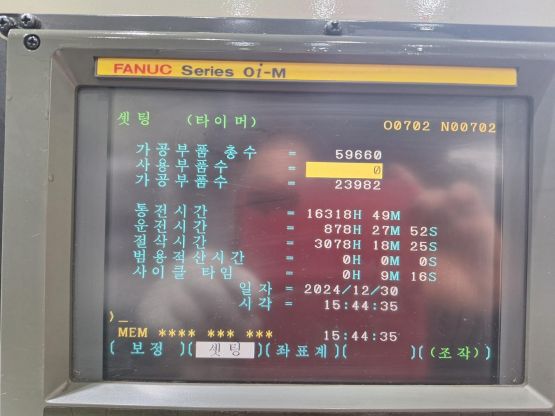 FANUC Series 0i-M
셋팅 (타이머) O0702 N00702
가공부품 총수 = 59660
사용부품수 = 0
가공부품수 = 23982
통전시간 = 16318H 49M
운전시간 = 878H 27M 52S
절삭시간 = 3078H 18M 25S
범용적산시간 = 0H 0M 0S
사이클 타임 = 0H 9M 16S
일자 = 2024/12/30
시각 = 15:44:35
)_
MEM **** *** *** 15:44:35
( 보정 )( 셋팅 )( 좌표계 )( )( (조작) )